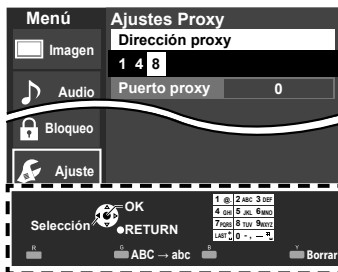 Menú
Ajustes Proxy
Imagen
Dirección proxy
1 4 8
Audio
Puerto proxy 0
Bloqueo
Ajuste
Selección
OK
RETURN
1 @. 2 ABC 3 DEF
4 GHI 5 JKL 6 MNO
7 PQRS 8 TUV 9 WXYZ
LAST * 0 - ,
R
G
ABC → abc
B
Y
Borrar